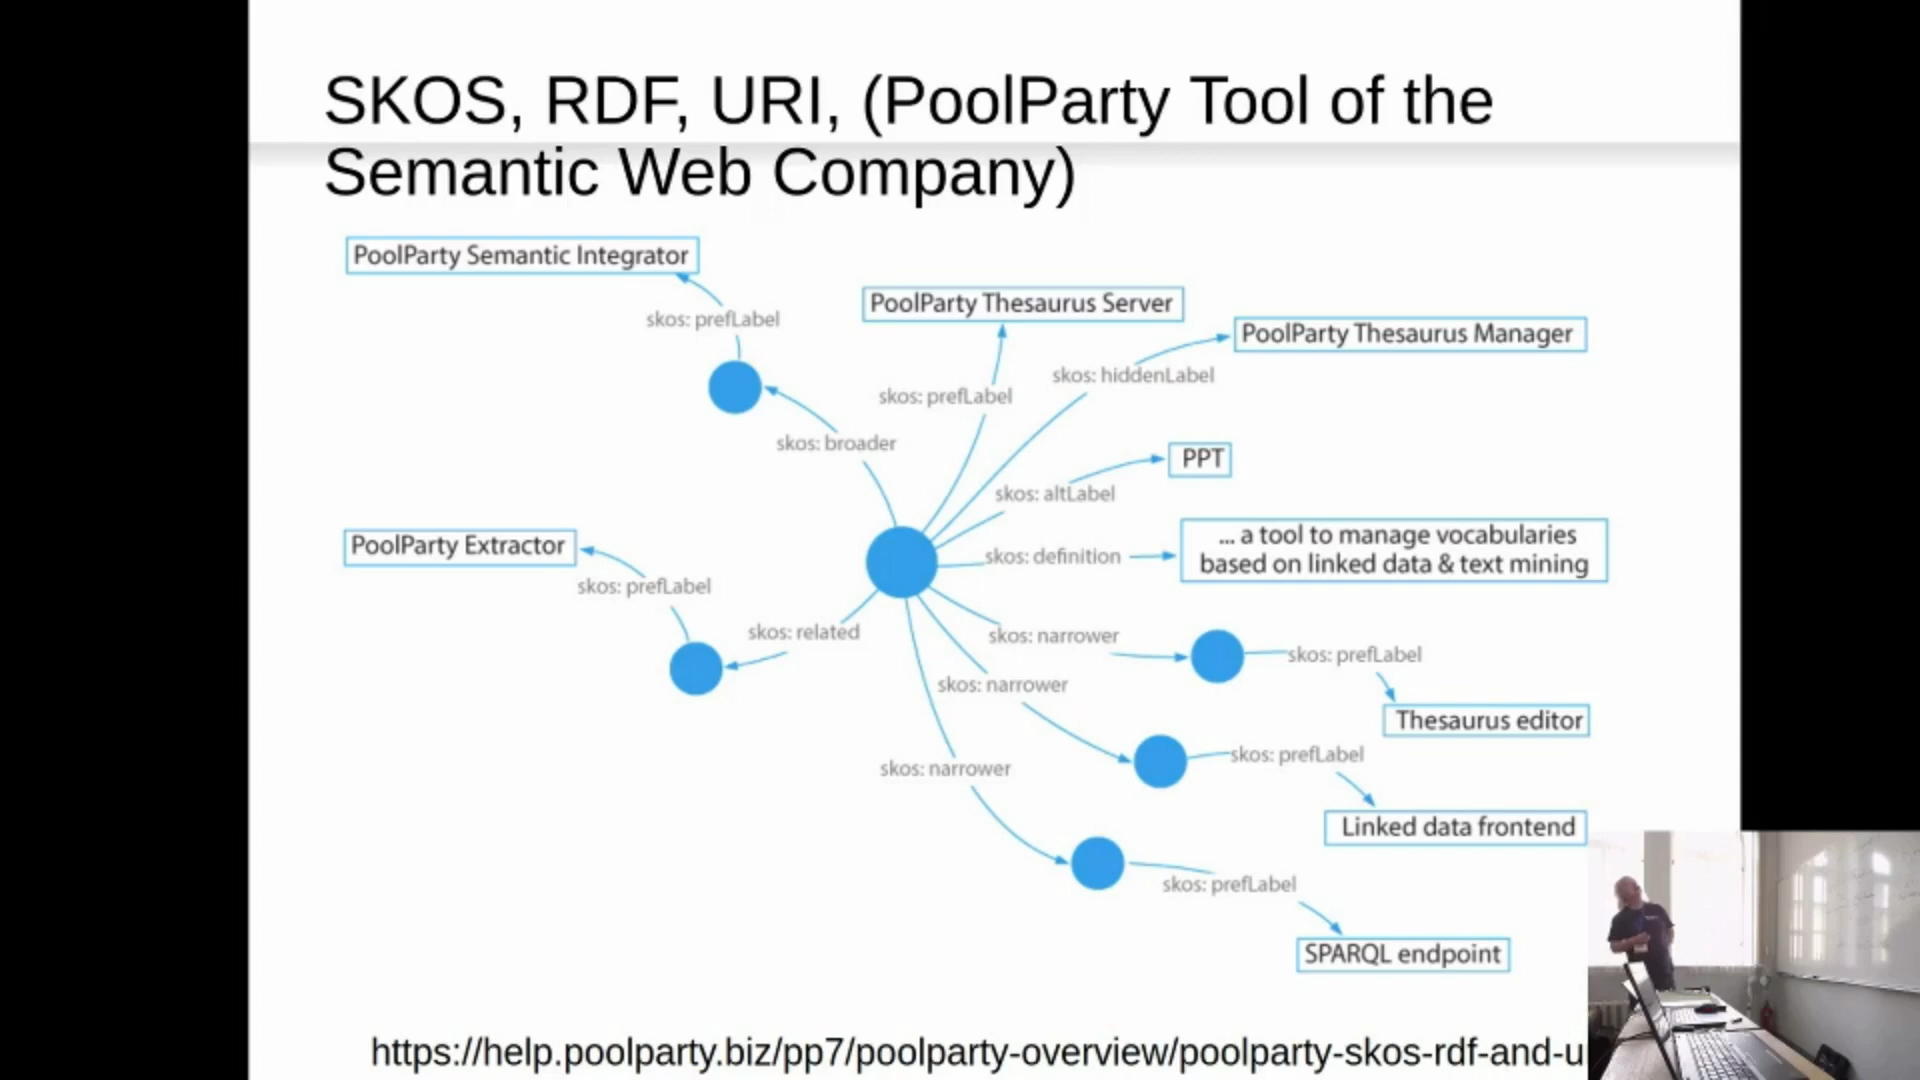 SKOS, RDF, URI, (PoolParty Tool of the
Semantic Web Company)
PoolParty Semantic Integrator
skos: prefLabel
PoolParty Thesaurus Server
PoolParty Thesaurus Manager
skos: hiddenLabel
skos: prefLabel
skos: broader
PPT
skos: altLabel
... a tool to manage vocabularies
based on linked data & text mining
skos: definition
PoolParty Extractor
skos: prefLabel
skos: related
skos: narrower
skos: prefLabel
Thesaurus editor
skos: narrower
skos: prefLabel
Linked data frontend
skos: narrower
skos: prefLabel
SPARQL endpoint
https://help.poolparty.biz/pp7/poolparty-overview/poolparty-skos-rdf-and-u